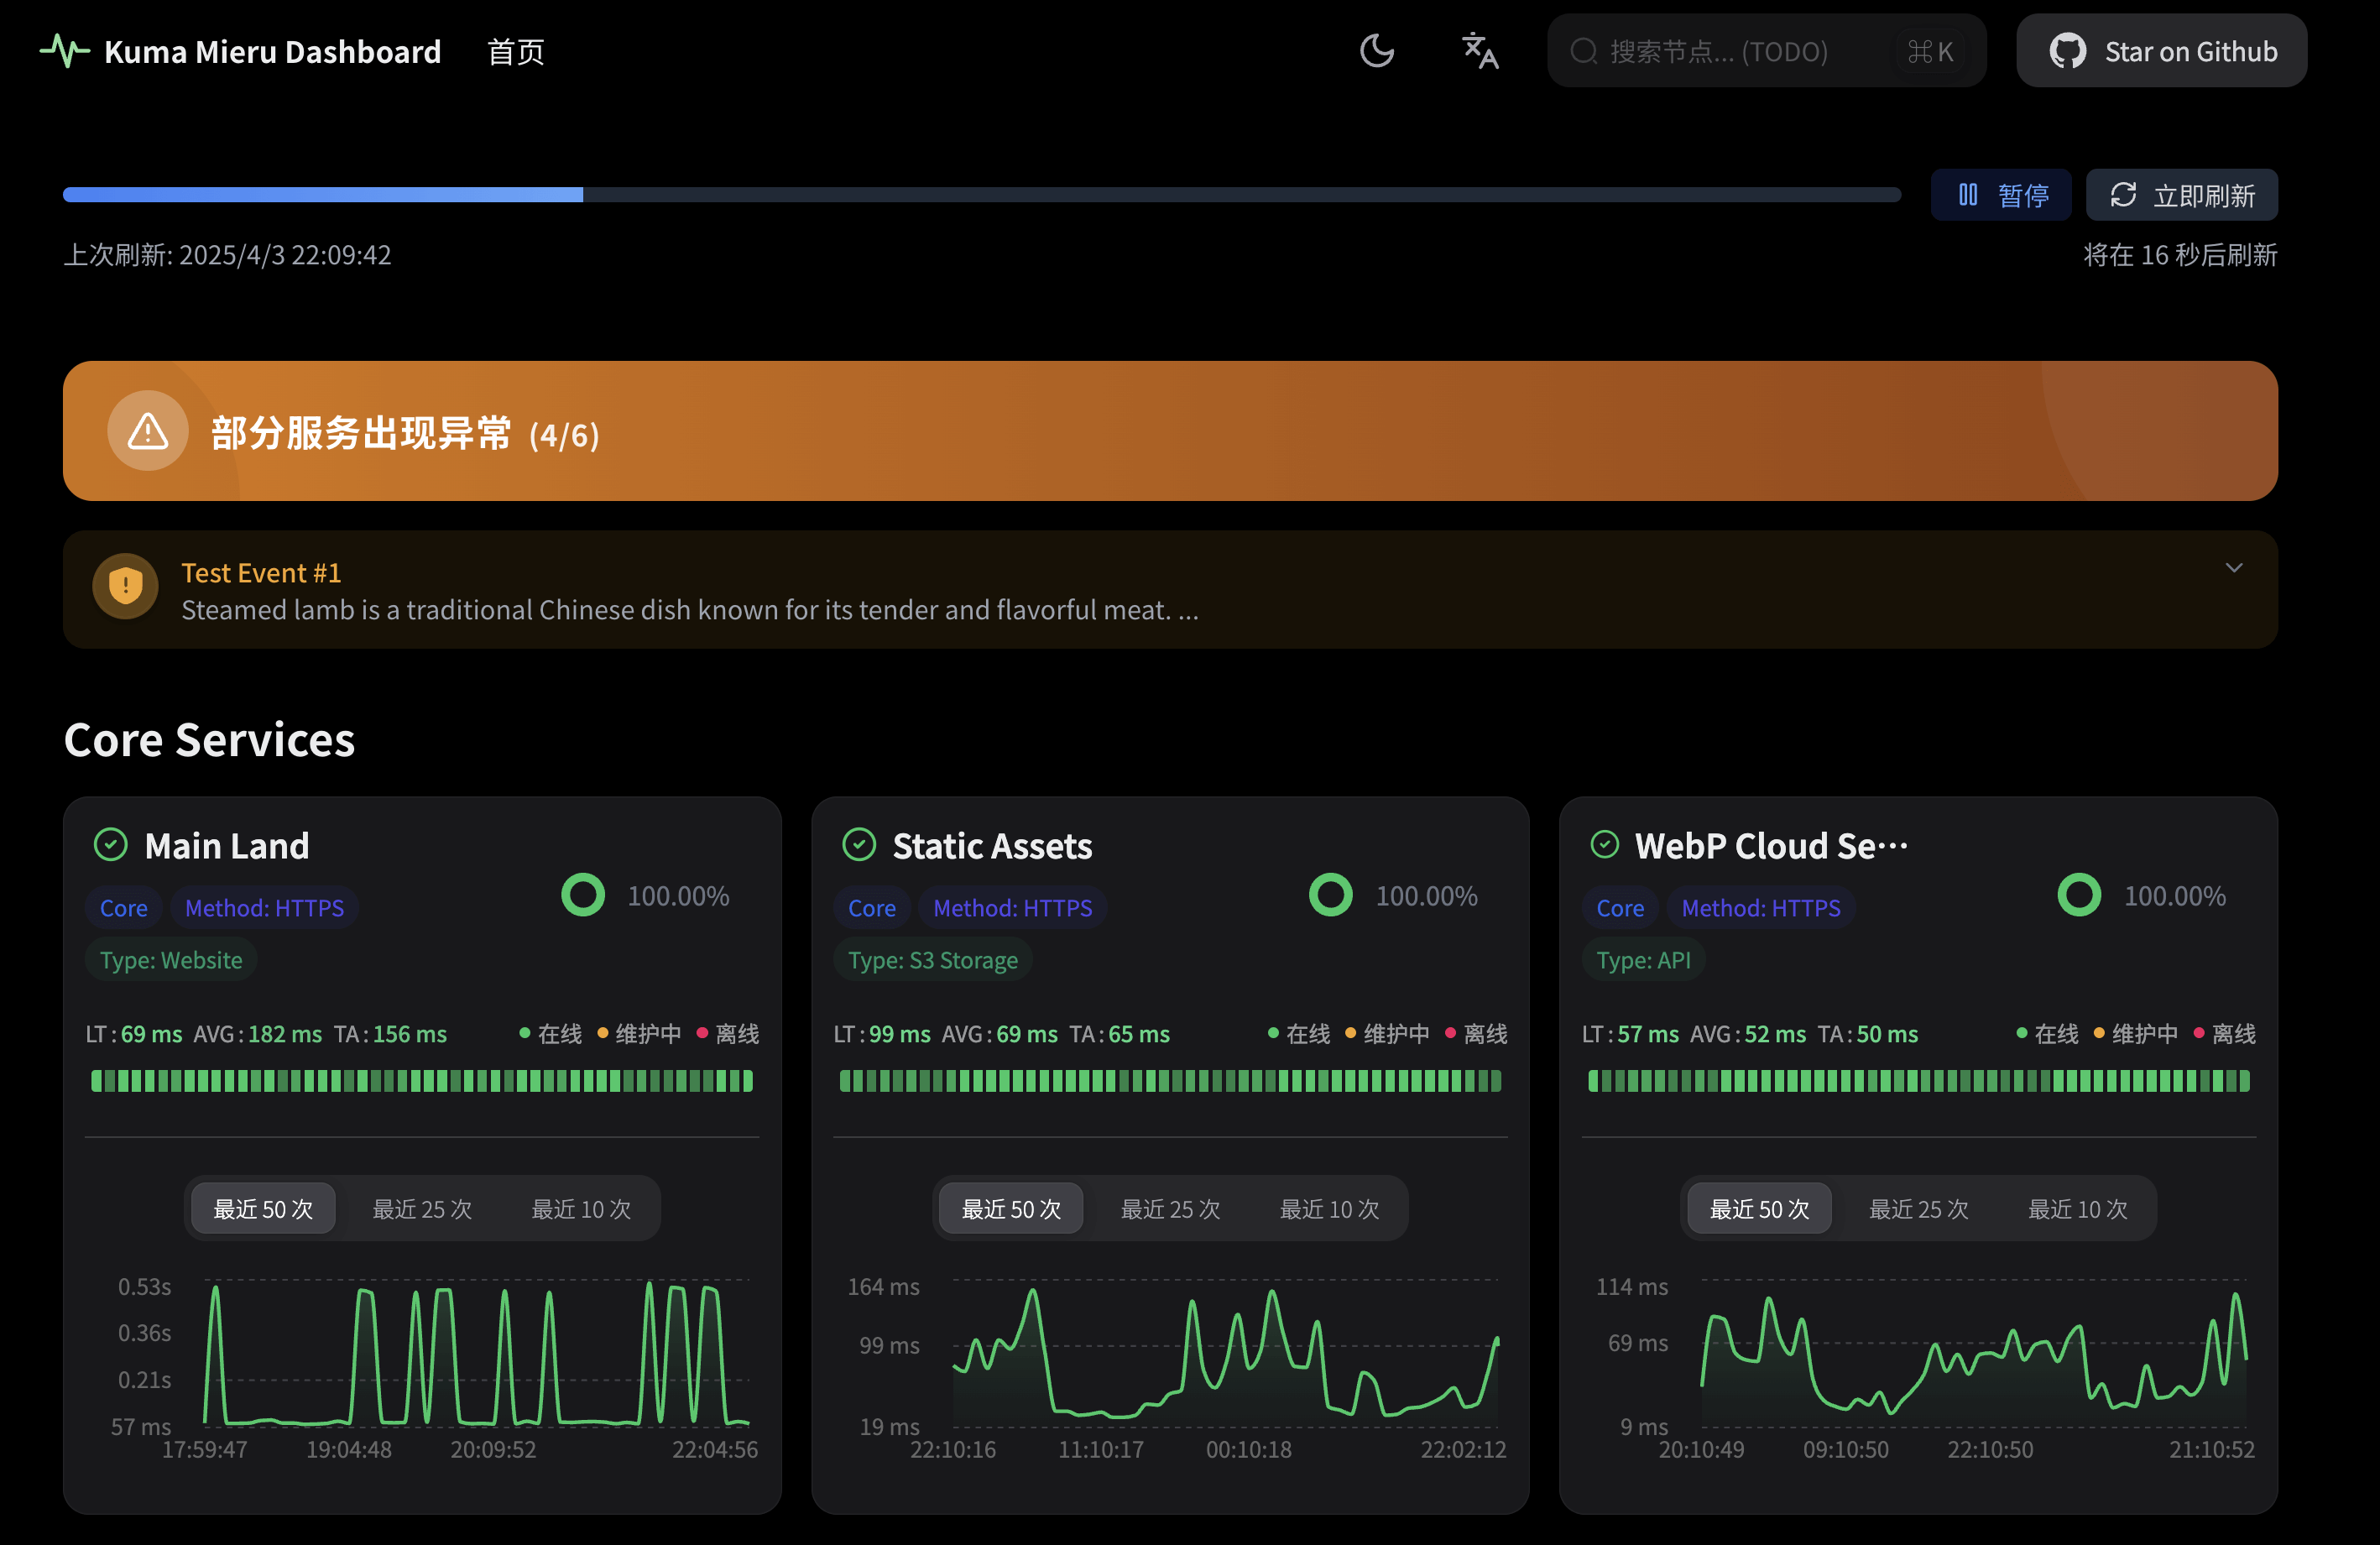 Kuma Mieru Dashboard 首页 搜索节点... (TODO) ⌘K Star on Github
暂停 立即刷新
上次刷新: 2025/4/3 22:09:42 将在 16 秒后刷新
部分服务出现异常 (4/6)
Test Event #1
Steamed lamb is a traditional Chinese dish known for its tender and flavorful meat. ...
Core Services
Main Land
Core Method: HTTPS 100.00%
Type: Website
LT : 69 ms AVG : 182 ms TA : 156 ms 在线 维护中 离线
最近 50 次 最近 25 次 最近 10 次
0.53s
0.36s
0.21s
57 ms
17:59:47 19:04:48 20:09:52 22:04:56
Static Assets
Core Method: HTTPS 100.00%
Type: S3 Storage
LT : 99 ms AVG : 69 ms TA : 65 ms 在线 维护中 离线
最近 50 次 最近 25 次 最近 10 次
164 ms
99 ms
19 ms
22:10:16 11:10:17 00:10:18 22:02:12
WebP Cloud Se···
Core Method: HTTPS 100.00%
Type: API
LT : 57 ms AVG : 52 ms TA : 50 ms 在线 维护中 离线
最近 50 次 最近 25 次 最近 10 次
114 ms
69 ms
9 ms
20:10:49 09:10:50 22:10:50 21:10:52